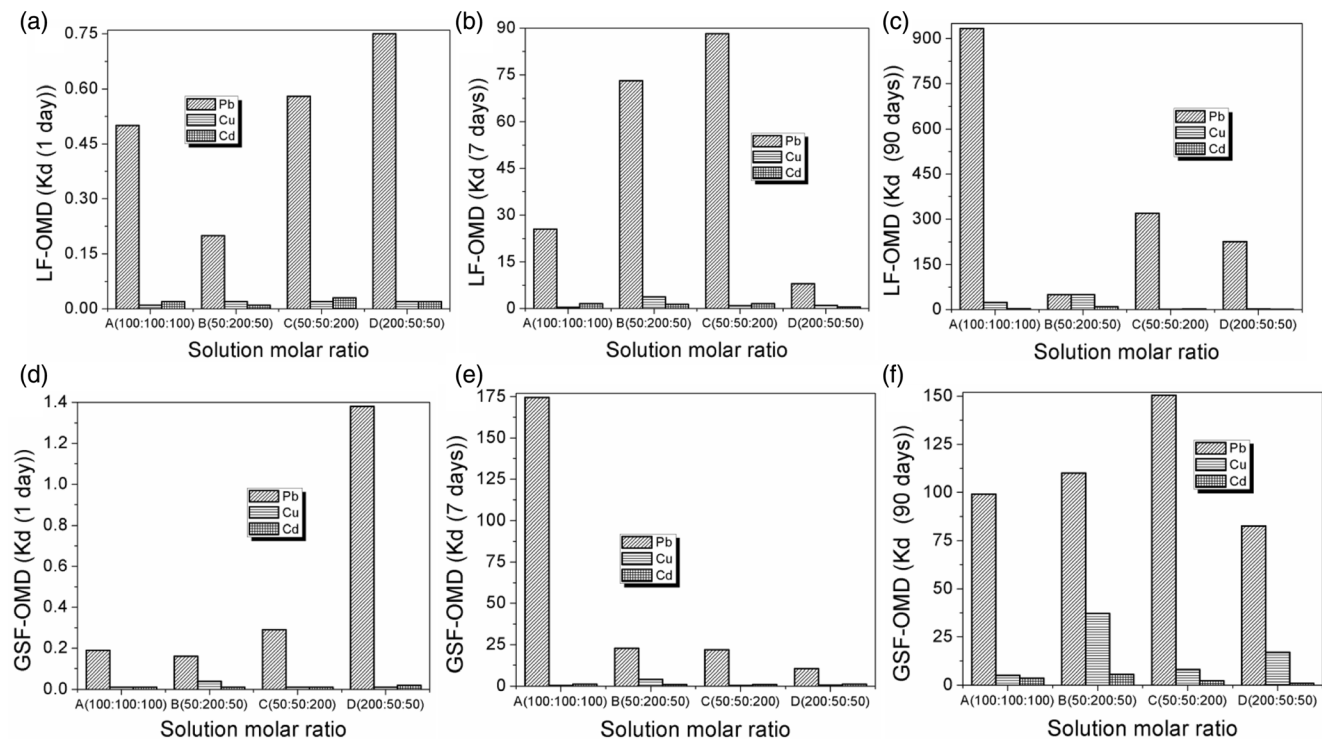 (a)
LF-OMD (Kd (1 day))
0.75
0.60
0.45
0.30
0.15
0.00
Pb
Cu
Cd
A(100:100:100) B(50:200:50) C(50:50:200) D(200:50:50)
Solution molar ratio
(b)
LF-OMD (Kd (7 days))
90
75
60
45
30
15
0
Pb
Cu
Cd
A(100:100:100) B(50:200:50) C(50:50:200) D(200:50:50)
Solution molar ratio
(c)
LF-OMD (Kd (90 days))
900
750
600
450
300
150
0
Pb
Cu
Cd
A(100:100:100) B(50:200:50) C(50:50:200) D(200:50:50)
Solution molar ratio
(d)
GSF-OMD (Kd (1 day))
1.4
1.2
1.0
0.8
0.6
0.4
0.2
0.0
Pb
Cu
Cd
A(100:100:100) B(50:200:50) C(50:50:200) D(200:50:50)
Solution molar ratio
(e)
GSF-OMD (Kd (7 days))
175
150
125
100
75
50
25
0
Pb
Cu
Cd
A(100:100:100) B(50:200:50) C(50:50:200) D(200:50:50)
Solution molar ratio
(f)
GSF-OMD (Kd (90 days))
150
125
100
75
50
25
0
Pb
Cu
Cd
A(100:100:100) B(50:200:50) C(50:50:200) D(200:50:50)
Solution molar ratio